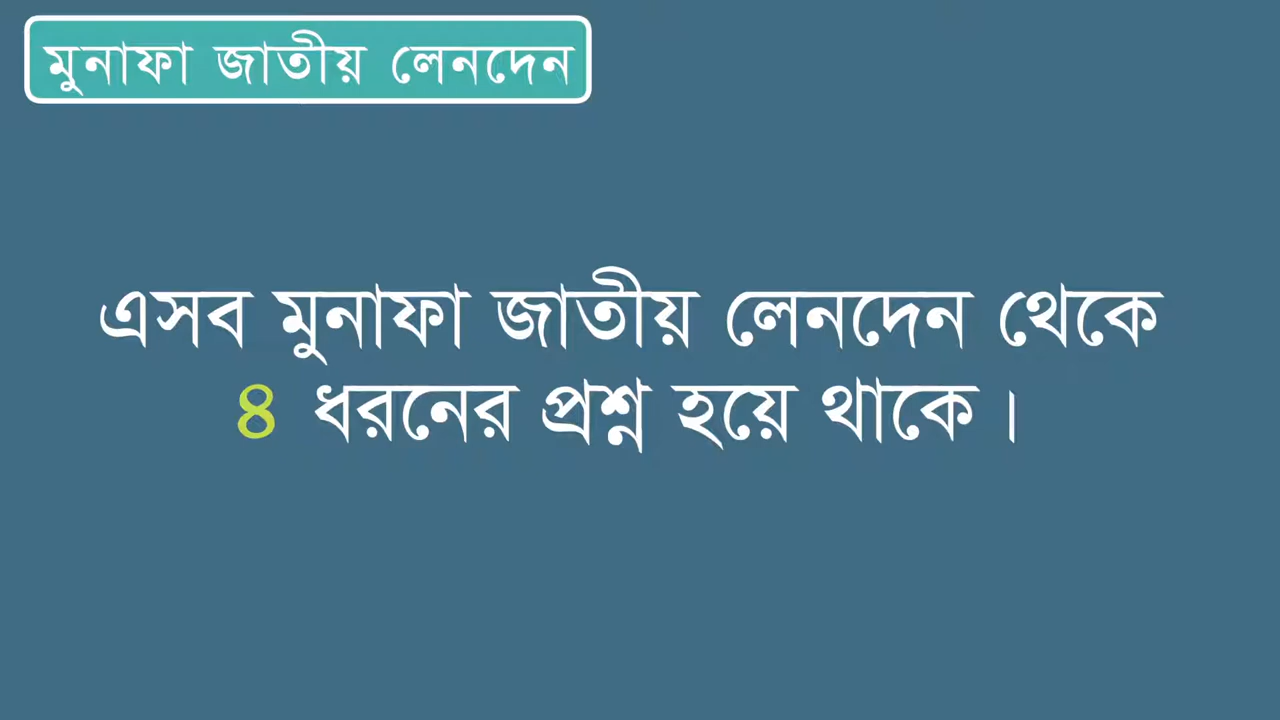 মুনাফা জাতীয় লেনদেন
এসব মুনাফা জাতীয় লেনদেন থেকে
৪ ধরনের প্রশ্ন হয়ে থাকে।